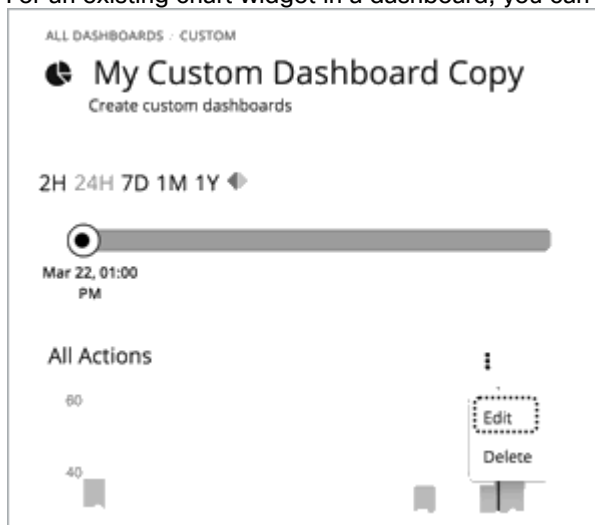 For an existing chart widget in a dashboard, you can
ALL DASHBOARDS / CUSTOM
My Custom Dashboard Copy
Create custom dashboards
2H 24H 7D 1M 1Y
Mar 22, 01:00
PM
All Actions
60
Edit
Delete
40